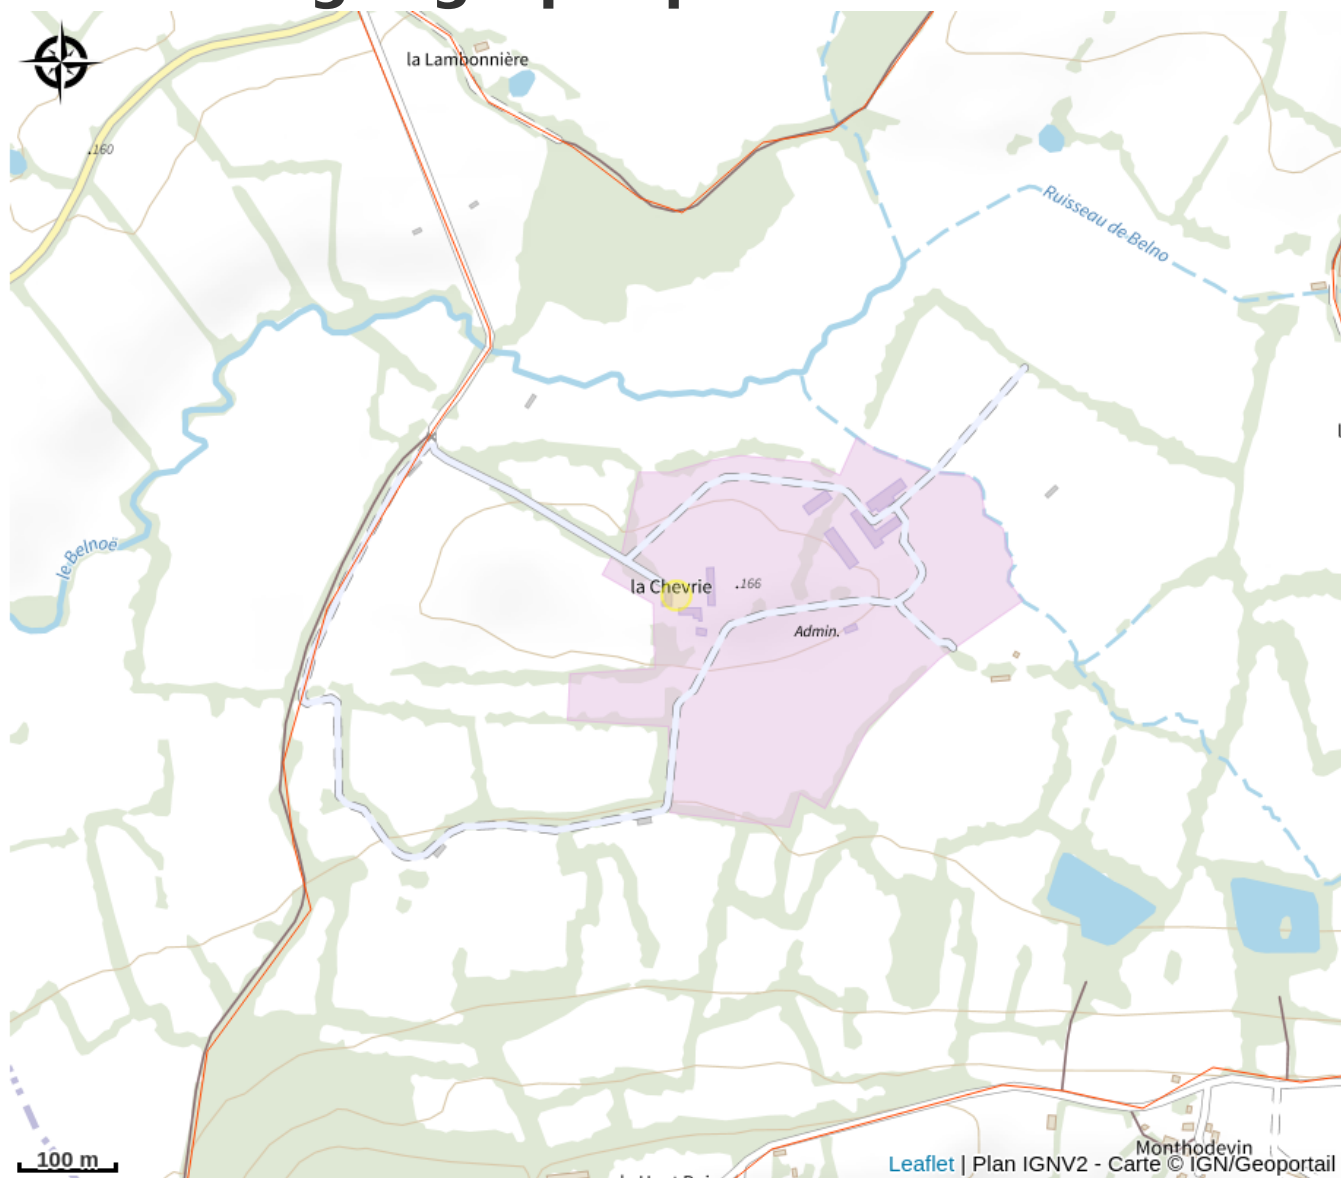 la Lambonnière
.160
Ruisseau de Belno
le Belnoë
la Chevrie
.166
Admin.
Monthodevin
100 m
Leaflet | Plan IGNV2 - Carte © IGN/Geoportail